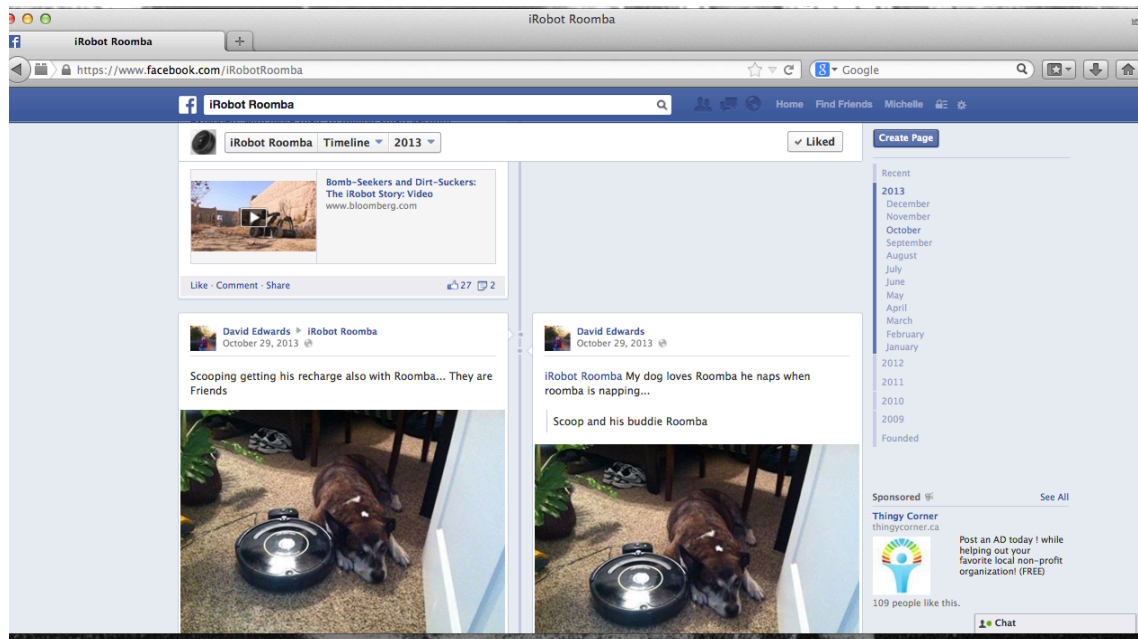 iRobot Roomba
iRobot Roomba
https://www.facebook.com/iRobotRoomba
Google
iRobot Roomba
Home Find Friends Michelle
iRobot Roomba Timeline 2013
Liked
Create Page
Bomb-Seekers and Dirt-Suckers:
The iRobot Story: Video
www.bloomberg.com
Like · Comment · Share
27 2
David Edwards ▸ iRobot Roomba
October 29, 2013
Scooping getting his recharge also with Roomba... They are
Friends
David Edwards
October 29, 2013
iRobot Roomba My dog loves Roomba he naps when
roomba is napping...
Scoop and his buddie Roomba
Recent
2013
December
November
October
September
August
July
June
May
April
March
February
January
2012
2011
2010
2009
Founded
Sponsored
See All
Thingy Corner
thingycorner.ca
Post an AD today ! while
helping out your
favorite local non-profit
organization! (FREE)
109 people like this.
Chat